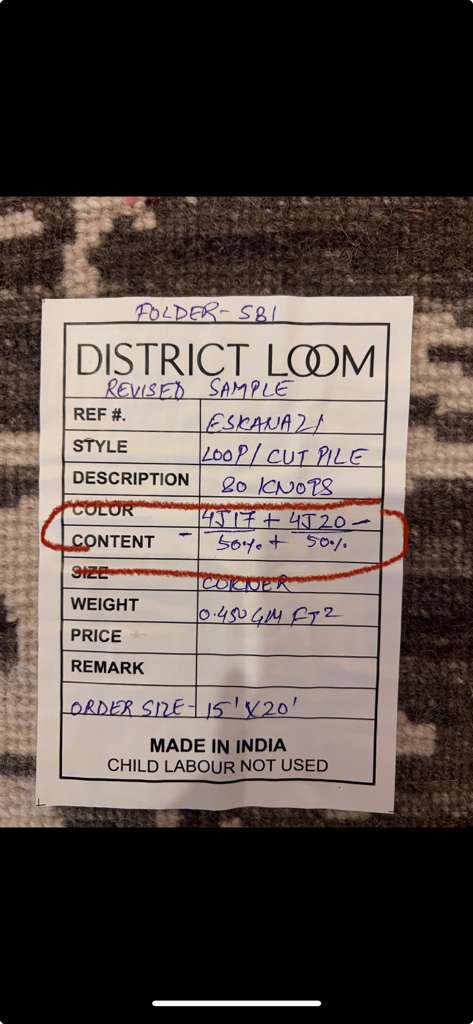 FOLDER- 581
DISTRICT LOOM
REVISED SAMPLE
REF #. ESKANAZI
STYLE LOOP/ CUT PILE
DESCRIPTION 80 KNOPS
COLOR 4J17 + 4J20 -
CONTENT - 50% + 50%
SIZE CORNER
WEIGHT 0.450 GM FT2
PRICE
REMARK
ORDER SIZE- 15' X 20'
MADE IN INDIA
CHILD LABOUR NOT USED